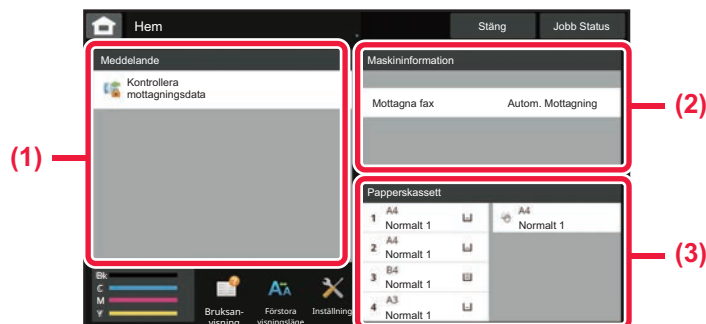 Hem
Stäng
Jobb Status
Meddelande
Kontrollera
mottagningsdata
Maskininformation
Mottagna fax
Autom. Mottagning
(1)
(2)
Papperskassett
1 A4
Normalt 1
A4
Normalt 1
2 A4
Normalt 1
3 B4
Normalt 1
4 A3
Normalt 1
(3)
Bk
C
M
Y
Bruksan-
visning
Förstora
visningsläge
Inställning